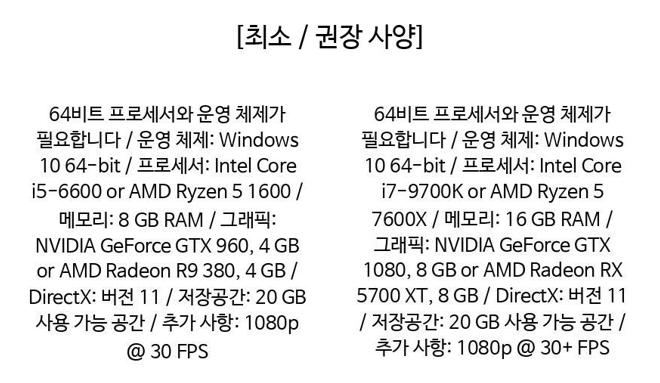 [최소 / 권장 사양]
64비트 프로세서와 운영 체제가
필요합니다 / 운영 체제: Windows
10 64-bit / 프로세서: Intel Core
i5-6600 or AMD Ryzen 5 1600 /
메모리: 8 GB RAM / 그래픽:
NVIDIA GeForce GTX 960, 4 GB
or AMD Radeon R9 380, 4 GB /
DirectX: 버전 11 / 저장공간: 20 GB
사용 가능 공간 / 추가 사항: 1080p
@ 30 FPS
64비트 프로세서와 운영 체제가
필요합니다 / 운영 체제: Windows
10 64-bit / 프로세서: Intel Core
i7-9700K or AMD Ryzen 5
7600X / 메모리: 16 GB RAM /
그래픽: NVIDIA GeForce GTX
1080, 8 GB or AMD Radeon RX
5700 XT, 8 GB / DirectX: 버전 11
/ 저장공간: 20 GB 사용 가능 공간 /
추가 사항: 1080p @ 30+ FPS